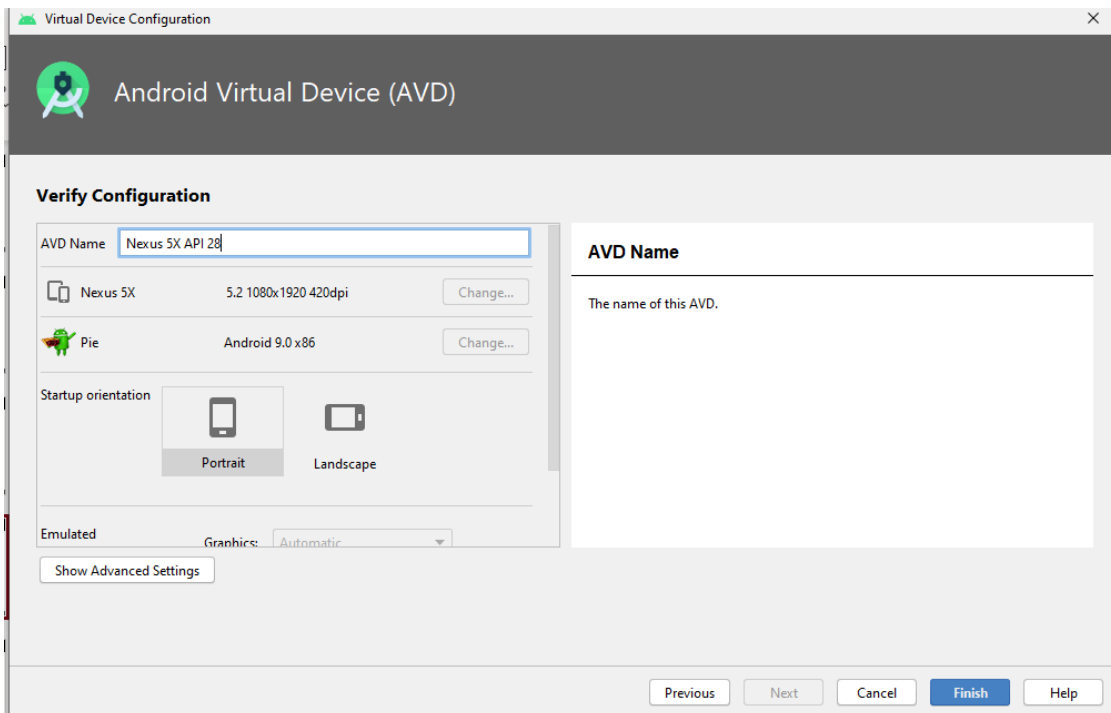 Virtual Device Configuration
Android Virtual Device (AVD)
Verify Configuration
AVD Name Nexus 5X API 28
Nexus 5X 5.2 1080x1920 420dpi Change...
Pie Android 9.0 x86 Change...
Startup orientation
Portrait Landscape
Emulated
Graphics: Automatic
Show Advanced Settings
AVD Name
The name of this AVD.
Previous Next Cancel Finish Help